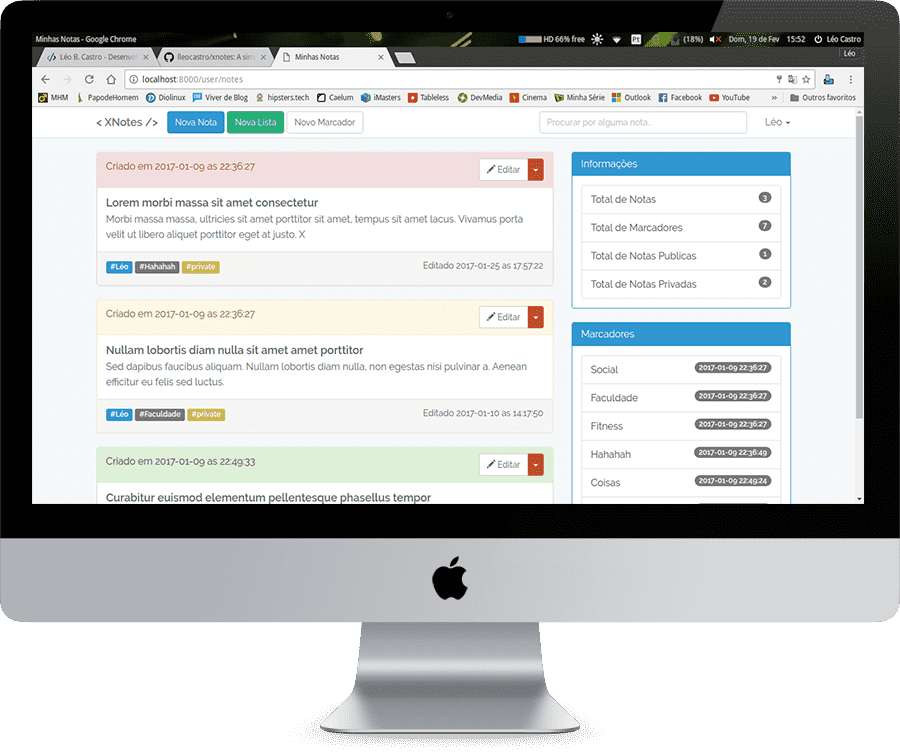 Minhas Notas - Google Chrome
HD 66% free
Pt
(18%)
Dom, 19 de Fev
15:52
Léo Castro
Léo B. Castro - Desenvo
lleocastro/xnotes: A sim
Minhas Notas
Léo
localhost:8000/user/notes
MHM
PapodeHomem
Diolinux
Viver de Blog
hipsters.tech
Caelum
iMasters
Tableless
DevMedia
Cinema
Minha Série
Outlook
Facebook
YouTube
»
Outros favoritos
< XNotes />
Nova Nota
Nova Lista
Novo Marcador
Procurar por alguma nota...
Léo
Criado em 2017-01-09 as 22:36:27
Editar
Lorem morbi massa sit amet consectetur
Morbi massa massa, ultricies sit amet porttitor sit amet, tempus sit amet lacus. Vivamus porta
velit ut libero aliquet porttitor eget at justo. X
#Léo #Hahahah #private
Editado 2017-01-25 as 17:57:22
Criado em 2017-01-09 as 22:36:27
Editar
Nullam lobortis diam nulla sit amet amet porttitor
Sed dapibus faucibus aliquam. Nullam lobortis diam nulla, non egestas nisi pulvinar a. Aenean
efficitur eu felis sed luctus.
#Léo #Faculdade #private
Editado 2017-01-10 as 14:17:50
Criado em 2017-01-09 as 22:49:33
Editar
Curabitur euismod elementum pellentesque phasellus tempor
Informações
Total de Notas 3
Total de Marcadores 7
Total de Notas Publicas 1
Total de Notas Privadas 2
Marcadores
Social 2017-01-09 22:36:27
Faculdade 2017-01-09 22:36:27
Fitness 2017-01-09 22:36:27
Hahahah 2017-01-09 22:36:49
Coisas 2017-01-09 22:49:24